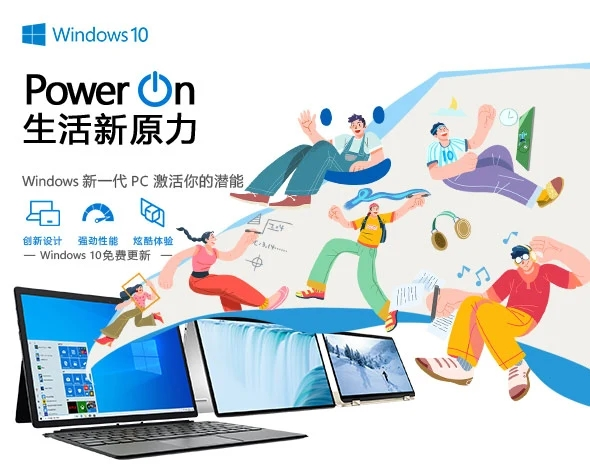 Windows 10
Power On
生活新原力
Windows 新一代 PC 激活你的潜能
创新设计 强劲性能 炫酷体验
— Windows 10免费更新 —